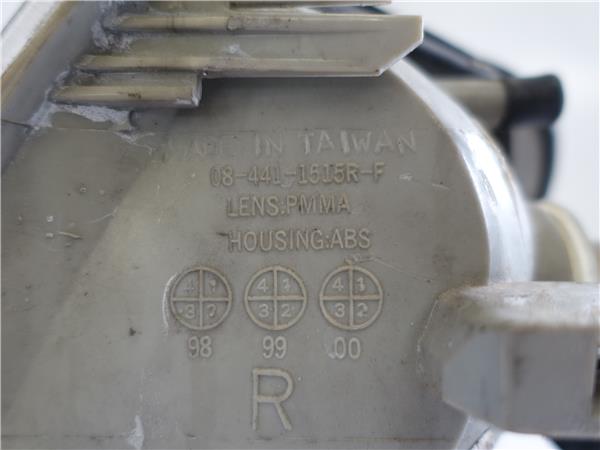 MADE IN TAIWAN
08-441-1515R-F
LENS:PMMA
HOUSING:ABS
4 1 4 1 4 1
3 2 3 2 3 2
98 99 00
R